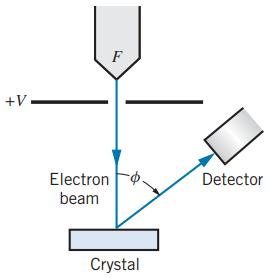 F
+V
Electron
beam
ϕ
Detector
Crystal